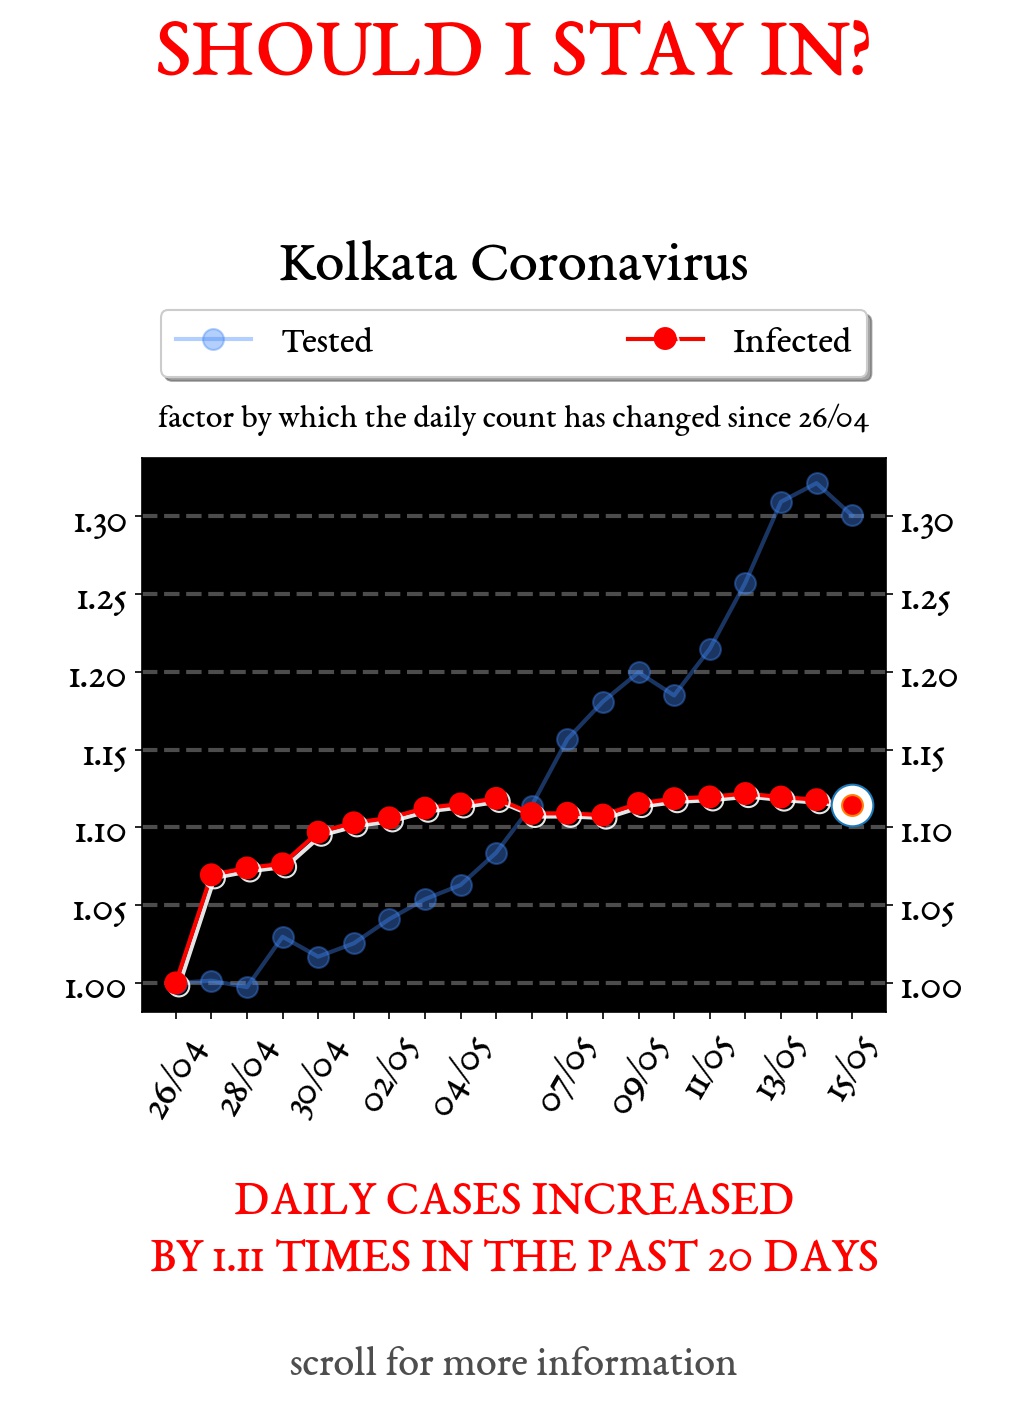 SHOULD I STAY IN?
Kolkata Coronavirus
Tested Infected
factor by which the daily count has changed since 26/04
1.30 1.30
1.25 1.25
1.20 1.20
1.15 1.15
1.10 1.10
1.05 1.05
1.00 1.00
26/04 28/04 30/04 02/05 04/05 07/05 09/05 11/05 13/05 15/05
DAILY CASES INCREASED
BY 1.11 TIMES IN THE PAST 20 DAYS
scroll for more information